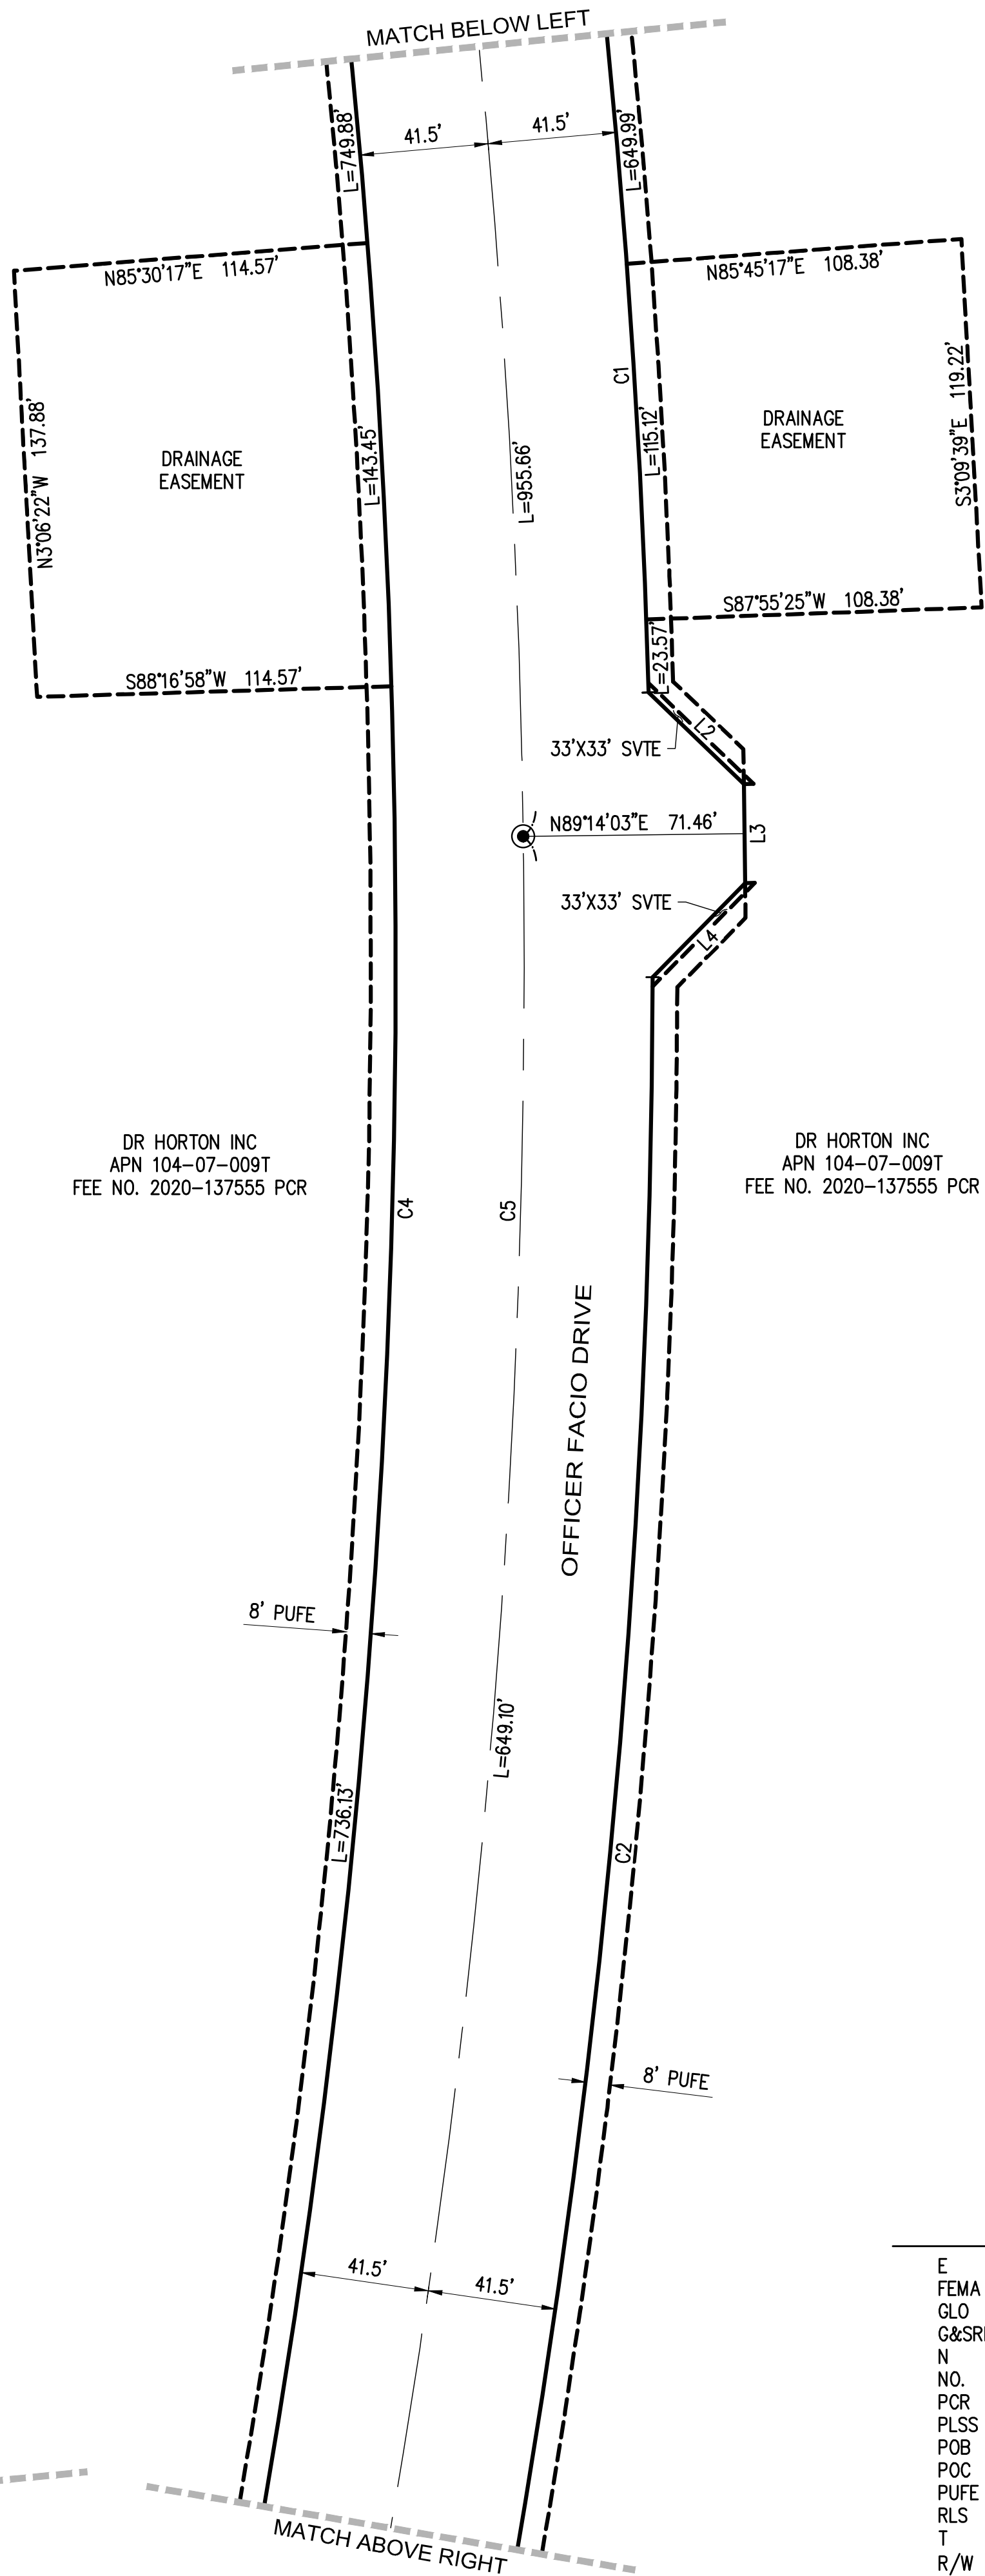 MATCH BELOW LEFT
L=749.88'
41.5'
41.5'
L=649.99'
N85°30'17"E 114.57'
N85°45'17"E 108.38'
C1
N3°06'22"W 137.88'
DRAINAGE
EASEMENT
L=143.45'
L=955.66'
L=115.12'
DRAINAGE
EASEMENT
S3°09'39"E 119.22'
S87°55'25"W 108.38'
S88°16'58"W 114.57'
L=23.57'
L2
33'X33' SVTE
N89°14'03"E 71.46'
L3
33'X33' SVTE
L4
DR HORTON INC
APN 104-07-009T
FEE NO. 2020-137555 PCR
DR HORTON INC
APN 104-07-009T
FEE NO. 2020-137555 PCR
C4
C5
OFFICER FACIO DRIVE
8' PUFE
L=649.10'
L=736.13'
C2
8' PUFE
41.5'
41.5'
E
FEMA
GLO
G&SR
N
NO.
PCR
PLSS
POB
POC
PUFE
RLS
T
R/W
MATCH ABOVE RIGHT